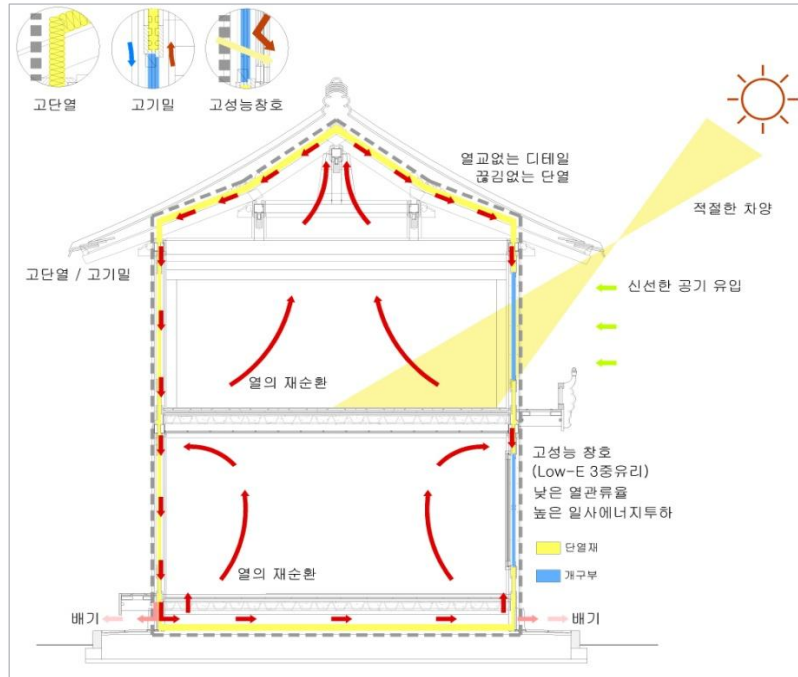 고단열
고기밀
고성능창호
열교없는 디테일
끊김없는 단열
적절한 차양
고단열 / 고기밀
신선한 공기 유입
열의 재순환
고성능 창호
(Low-E 3중유리)
낮은 열관류율
높은 일사에너지투하
단열재
개구부
열의 재순환
배기
배기